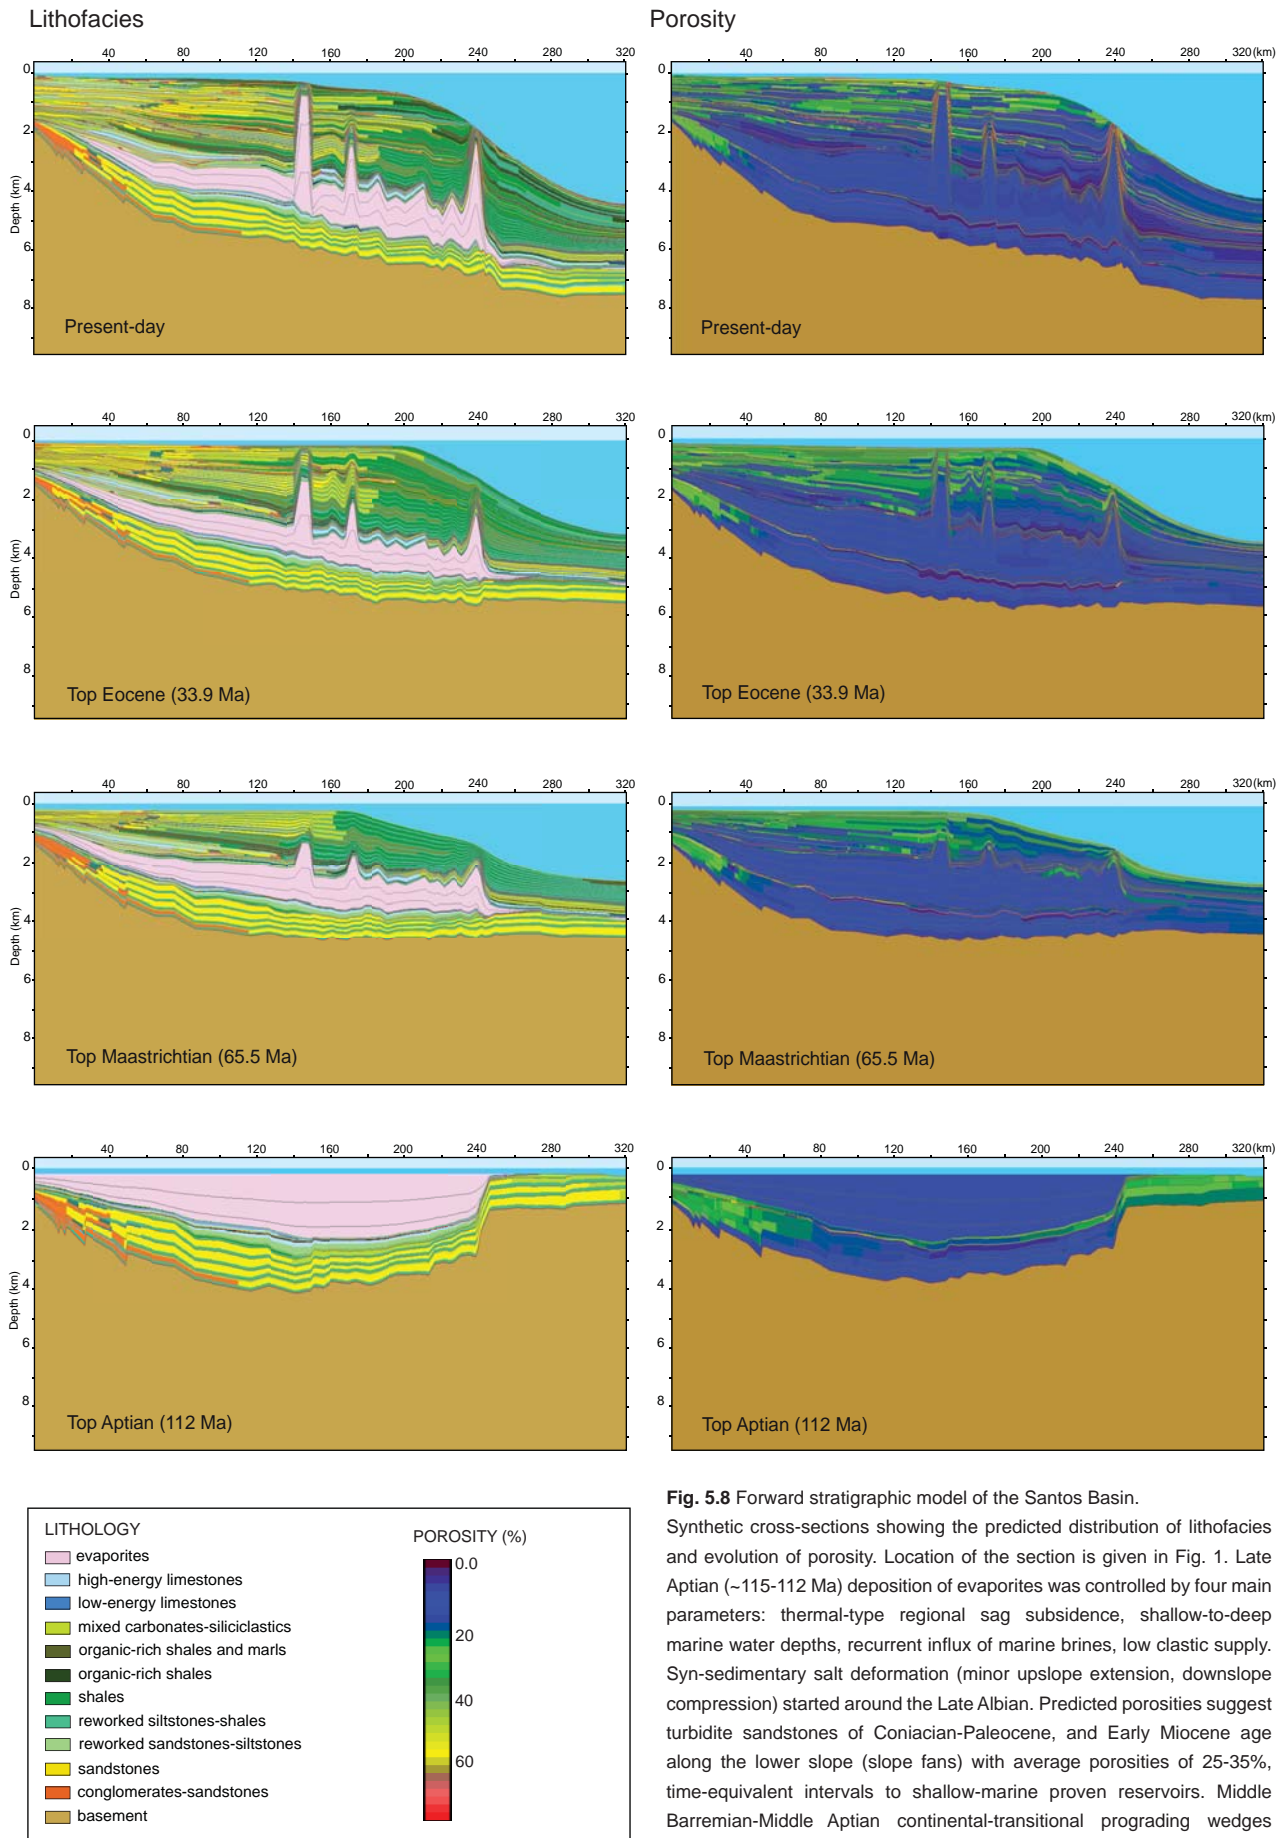 Lithofacies
Porosity
40 80 120 160 200 240 280 320
40 80 120 160 200 240 280 320 (km)
0
2
4
6
8
Depth (km)
Present-day
0
2
4
6
8
Present-day
40 80 120 160 200 240 280 320
40 80 120 160 200 240 280 320 (km)
0
2
4
6
8
Depth (km)
Top Eocene (33.9 Ma)
0
2
4
6
8
Top Eocene (33.9 Ma)
40 80 120 160 200 240 280 320
40 80 120 160 200 240 280 320 (km)
0
2
4
6
8
Depth (km)
Top Maastrichtian (65.5 Ma)
0
2
4
6
8
Top Maastrichtian (65.5 Ma)
40 80 120 160 200 240 280 320
40 80 120 160 200 240 280 320 (km)
0
2
4
6
8
Depth (km)
Top Aptian (112 Ma)
0
2
4
6
8
Top Aptian (112 Ma)
LITHOLOGY
evaporites
high-energy limestones
low-energy limestones
mixed carbonates-siliciclastics
organic-rich shales and marls
organic-rich shales
shales
reworked siltstones-shales
reworked sandstones-siltstones
sandstones
conglomerates-sandstones
basement
POROSITY (%)
0.0
20
40
60
Fig. 5.8 Forward stratigraphic model of the Santos Basin.
Synthetic cross-sections showing the predicted distribution of lithofacies
and evolution of porosity. Location of the section is given in Fig. 1. Late
Aptian (~115-112 Ma) deposition of evaporites was controlled by four main
parameters: thermal-type regional sag subsidence, shallow-to-deep
marine water depths, recurrent influx of marine brines, low clastic supply.
Syn-sedimentary salt deformation (minor upslope extension, downslope
compression) started around the Late Albian. Predicted porosities suggest
turbidite sandstones of Coniacian-Paleocene, and Early Miocene age
along the lower slope (slope fans) with average porosities of 25-35%,
time-equivalent intervals to shallow-marine proven reservoirs. Middle
Barremian-Middle Aptian continental-transitional prograding wedges